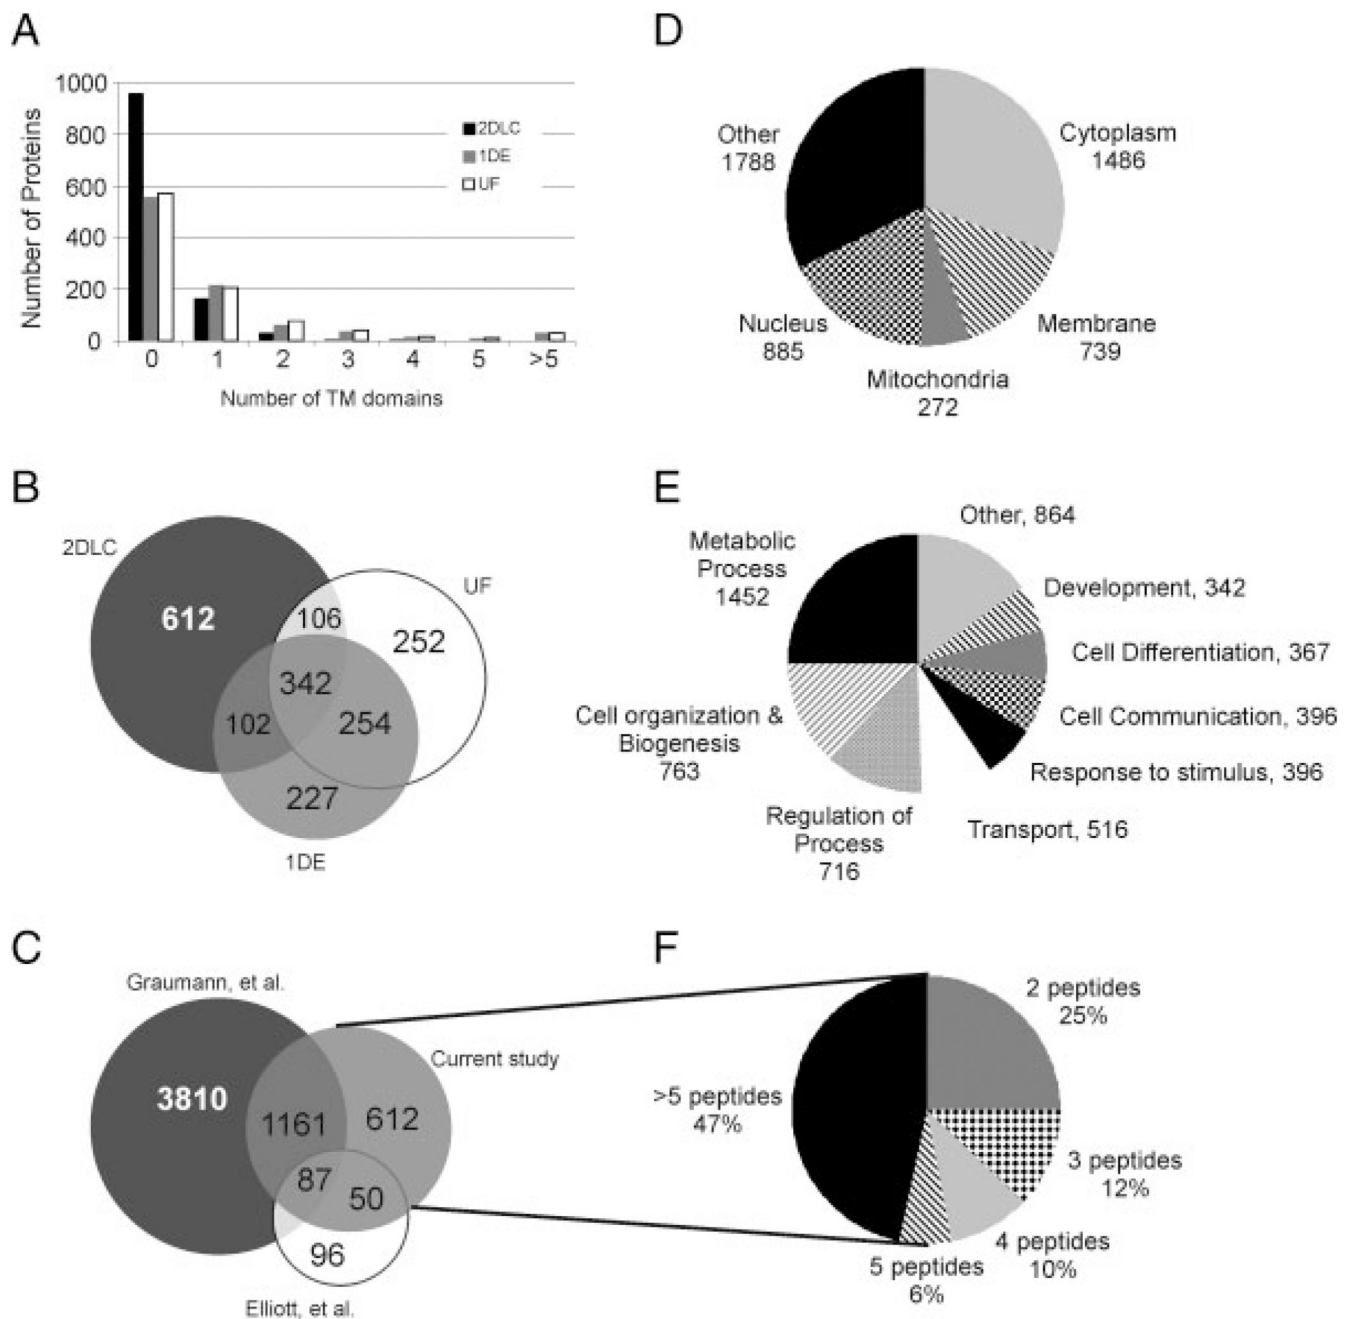 A
1000
800
600
400
200
0
Number of Proteins
2DLC
1DE
UF
0 1 2 3 4 5 >5
Number of TM domains
D
Other
1788
Cytoplasm
1486
Nucleus
885
Membrane
739
Mitochondria
272
B
2DLC
UF
612
106
252
342
102
254
227
1DE
E
Other, 864
Metabolic
Process
1452
Development, 342
Cell Differentiation, 367
Cell organization &
Biogenesis
763
Cell Communication, 396
Response to stimulus, 396
Regulation of
Process
716
Transport, 516
C
Graumann, et al.
Current study
3810
1161
612
87
50
96
Elliott, et al.
F
2 peptides
25%
>5 peptides
47%
3 peptides
12%
4 peptides
10%
5 peptides
6%